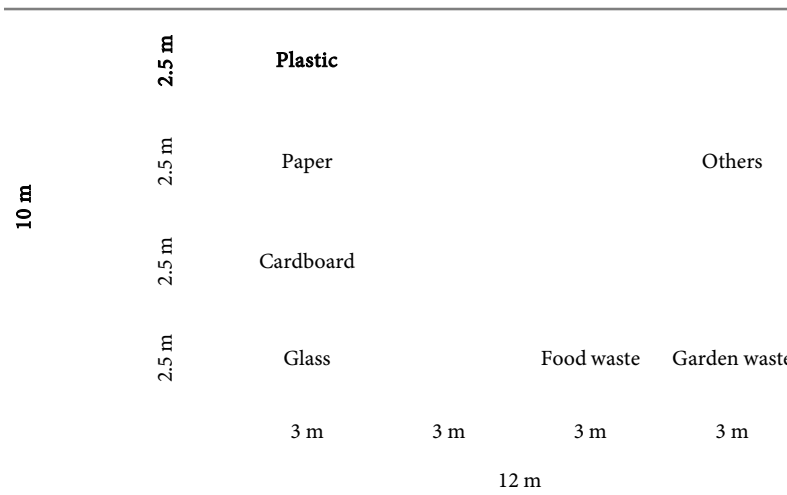 2.5 m Plastic
2.5 m Paper Others
10 m
2.5 m Cardboard
2.5 m Glass Food waste Garden waste
3 m 3 m 3 m 3 m
12 m